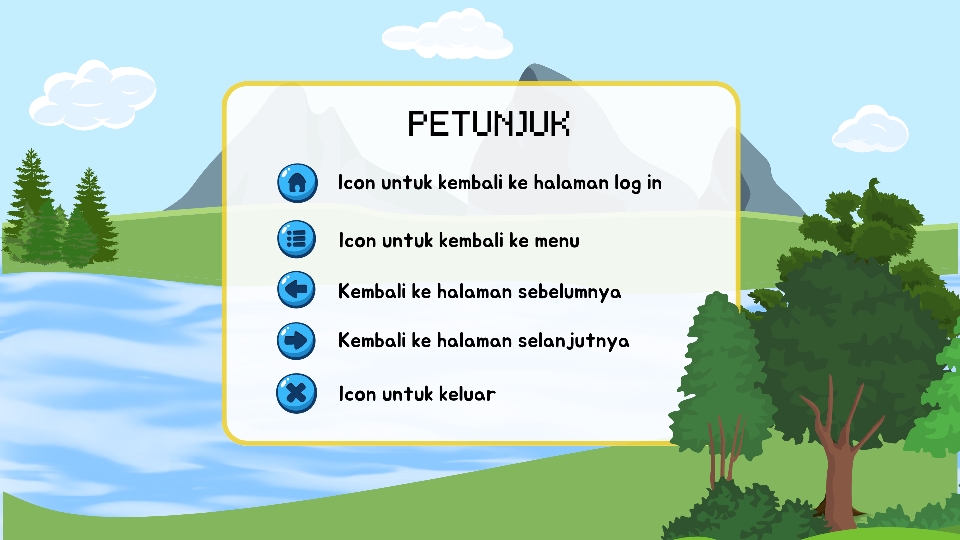 PETUNJUK
Icon untuk kembali ke halaman log in
Icon untuk kembali ke menu
Kembali ke halaman sebelumnya
Kembali ke halaman selanjutnya
Icon untuk keluar